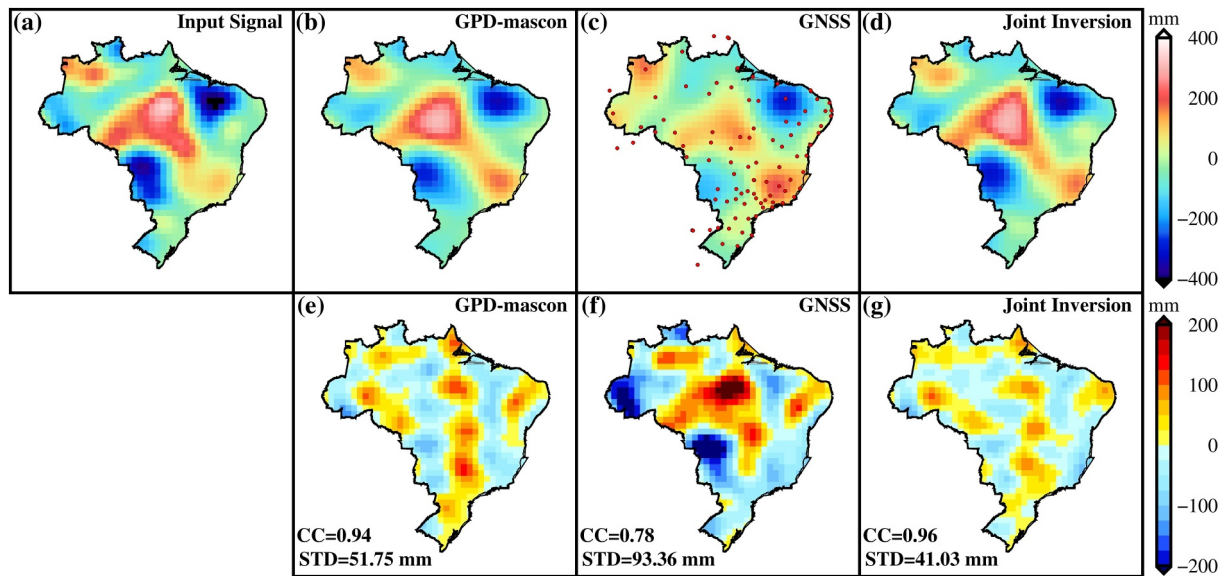 (a) Input Signal
(b) GPD-mascon
(c) GNSS
(d) Joint Inversion
mm
400
200
0
−200
−400
(e) GPD-mascon
CC=0.94
STD=51.75 mm
(f) GNSS
CC=0.78
STD=93.36 mm
(g) Joint Inversion
CC=0.96
STD=41.03 mm
mm
200
100
0
−100
−200